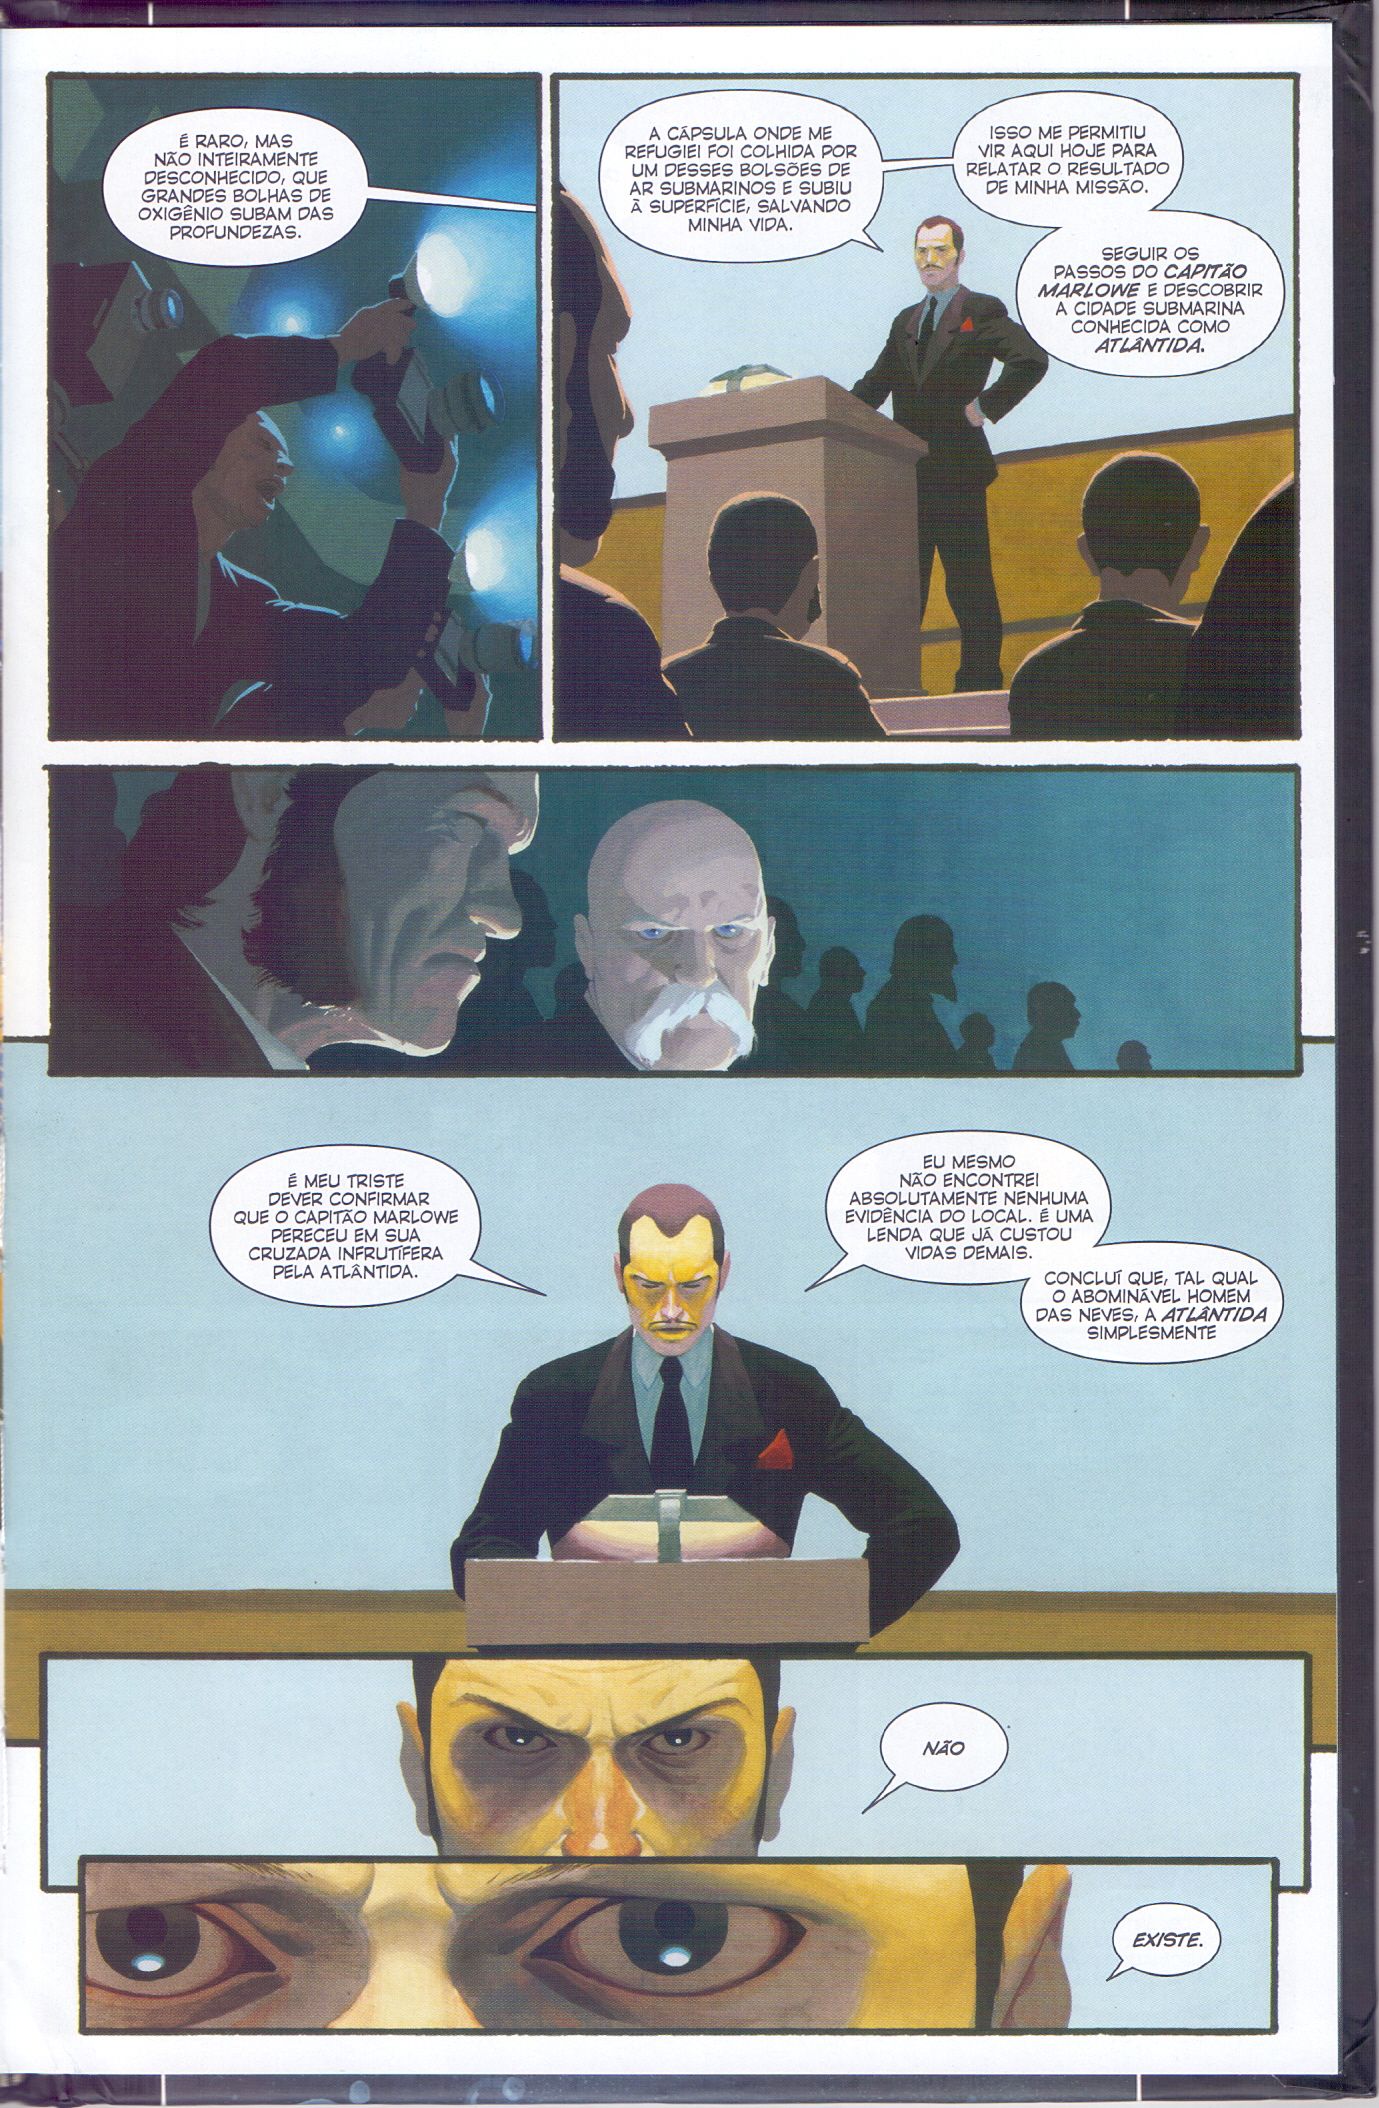 É RARO, MAS
NÃO INTEIRAMENTE
DESCONHECIDO, QUE
GRANDES BOLHAS DE
OXIGÊNIO SUBAM DAS
PROFUNDEZAS.
A CÁPSULA ONDE ME
REFUGIEI FOI COLHIDA POR
UM DESSES BOLSÕES DE
AR SUBMARINOS E SUBIU
À SUPERFÍCIE, SALVANDO
MINHA VIDA.
ISSO ME PERMITIU
VIR AQUI HOJE PARA
RELATAR O RESULTADO
DE MINHA MISSÃO.
SEGUIR OS
PASSOS DO CAPITÃO
MARLOWE E DESCOBRIR
A CIDADE SUBMARINA
CONHECIDA COMO
ATLÂNTIDA.
É MEU TRISTE
DEVER CONFIRMAR
QUE O CAPITÃO MARLOWE
PERECEU EM SUA
CRUZADA INFRUTÍFERA
PELA ATLÂNTIDA.
EU MESMO
NÃO ENCONTREI
ABSOLUTAMENTE NENHUMA
EVIDÊNCIA DO LOCAL. É UMA
LENDA QUE JÁ CUSTOU
VIDAS DEMAIS.
CONCLUÍ QUE, TAL QUAL
O ABOMINÁVEL HOMEM
DAS NEVES, A ATLÂNTIDA
SIMPLESMENTE
NÃO
EXISTE.